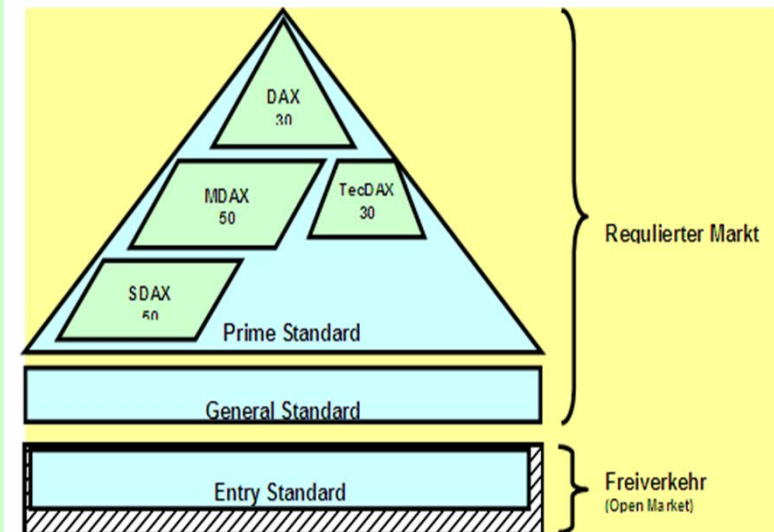 DAX
30
MDAX
50
TecDAX
30
SDAX
50
Prime Standard
Regulierter Markt
General Standard
Entry Standard
Freiverkehr
(Open Market)